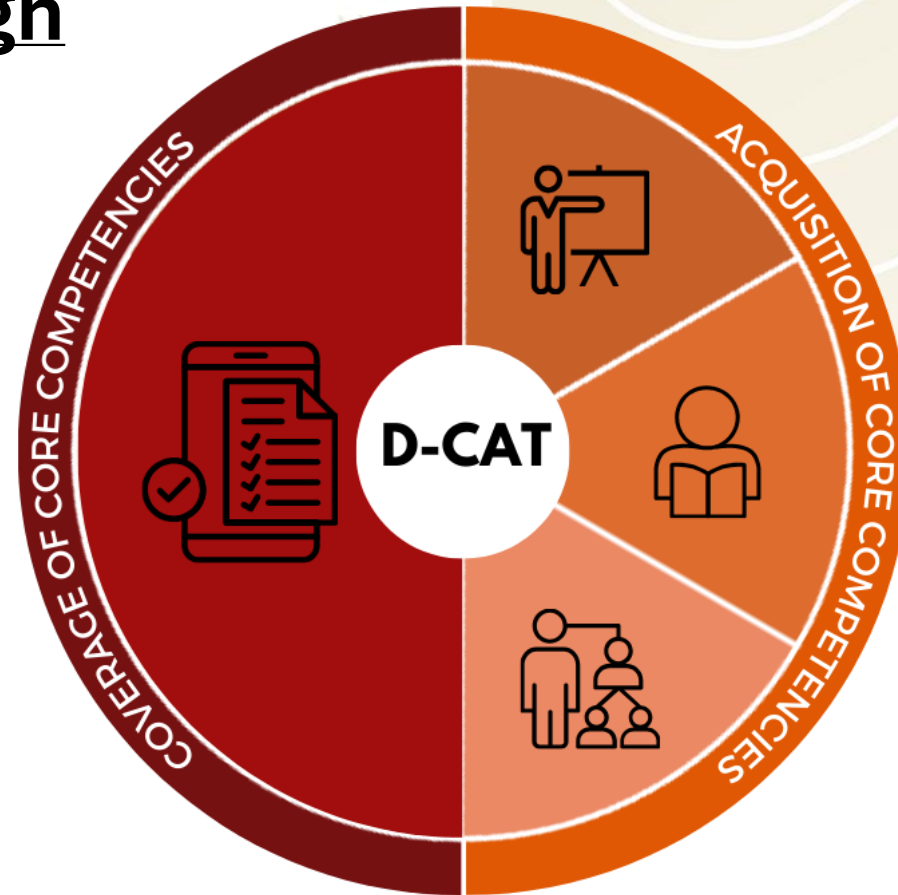 gn
COVERAGE OF CORE COMPETENCIES
D-CAT
ACQUISITION OF CORE COMPETENCIES